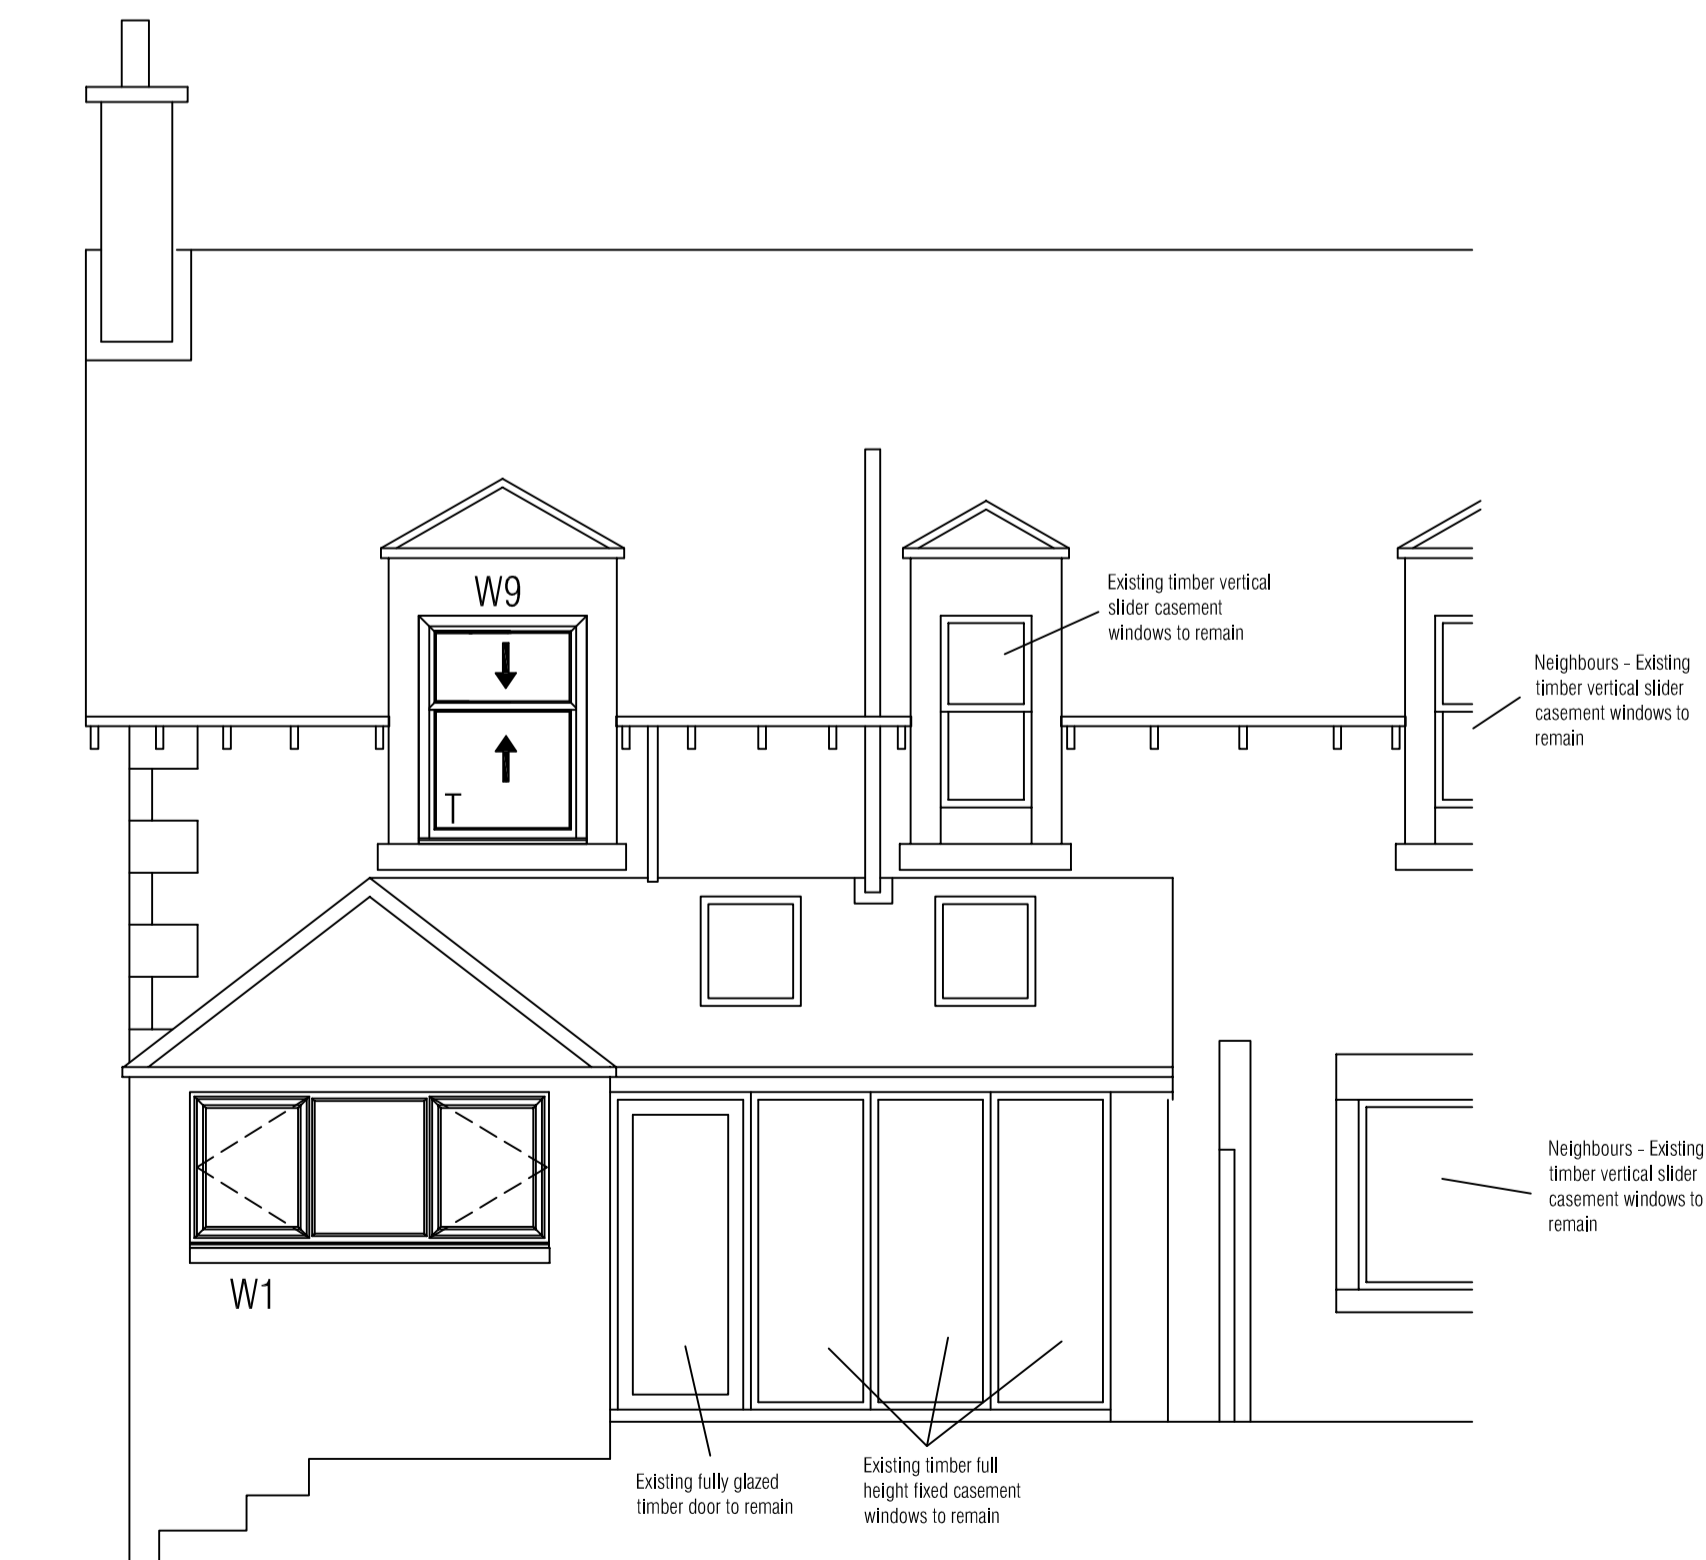 W9
Existing timber vertical
slider casement
windows to remain
Neighbours - Existing
timber vertical slider
casement windows to
remain
T
Neighbours - Existing
timber vertical slider
casement windows to
remain
W1
Existing fully glazed
timber door to remain
Existing timber full
height fixed casement
windows to remain